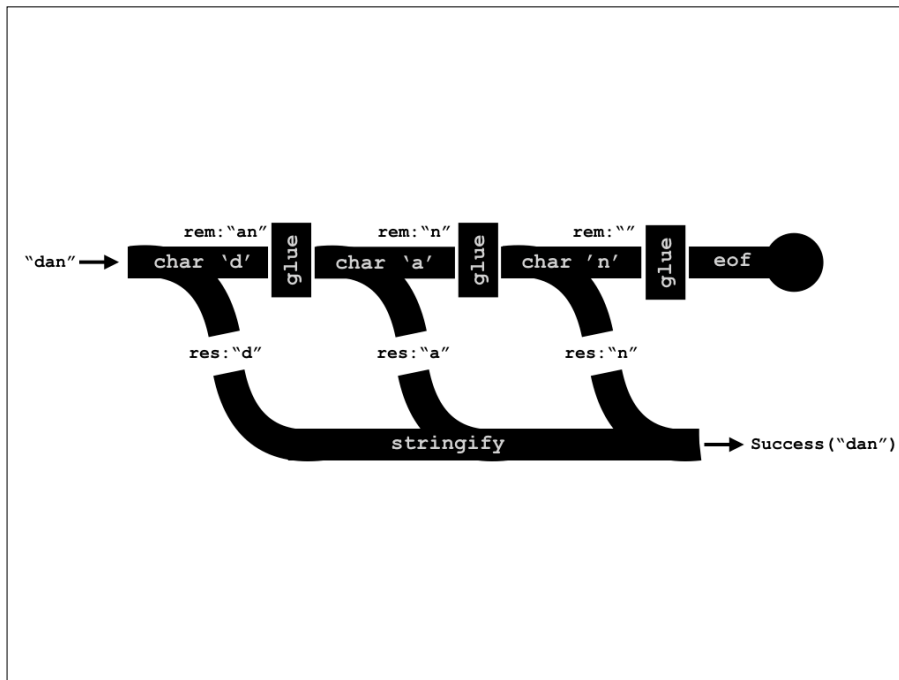 rem:“an”
rem:“n”
rem:“”
“dan”
char ‘d’
glue
char ‘a’
glue
char ’n’
glue
eof
res:“d”
res:“a”
res:“n”
stringify
Success(“dan”)